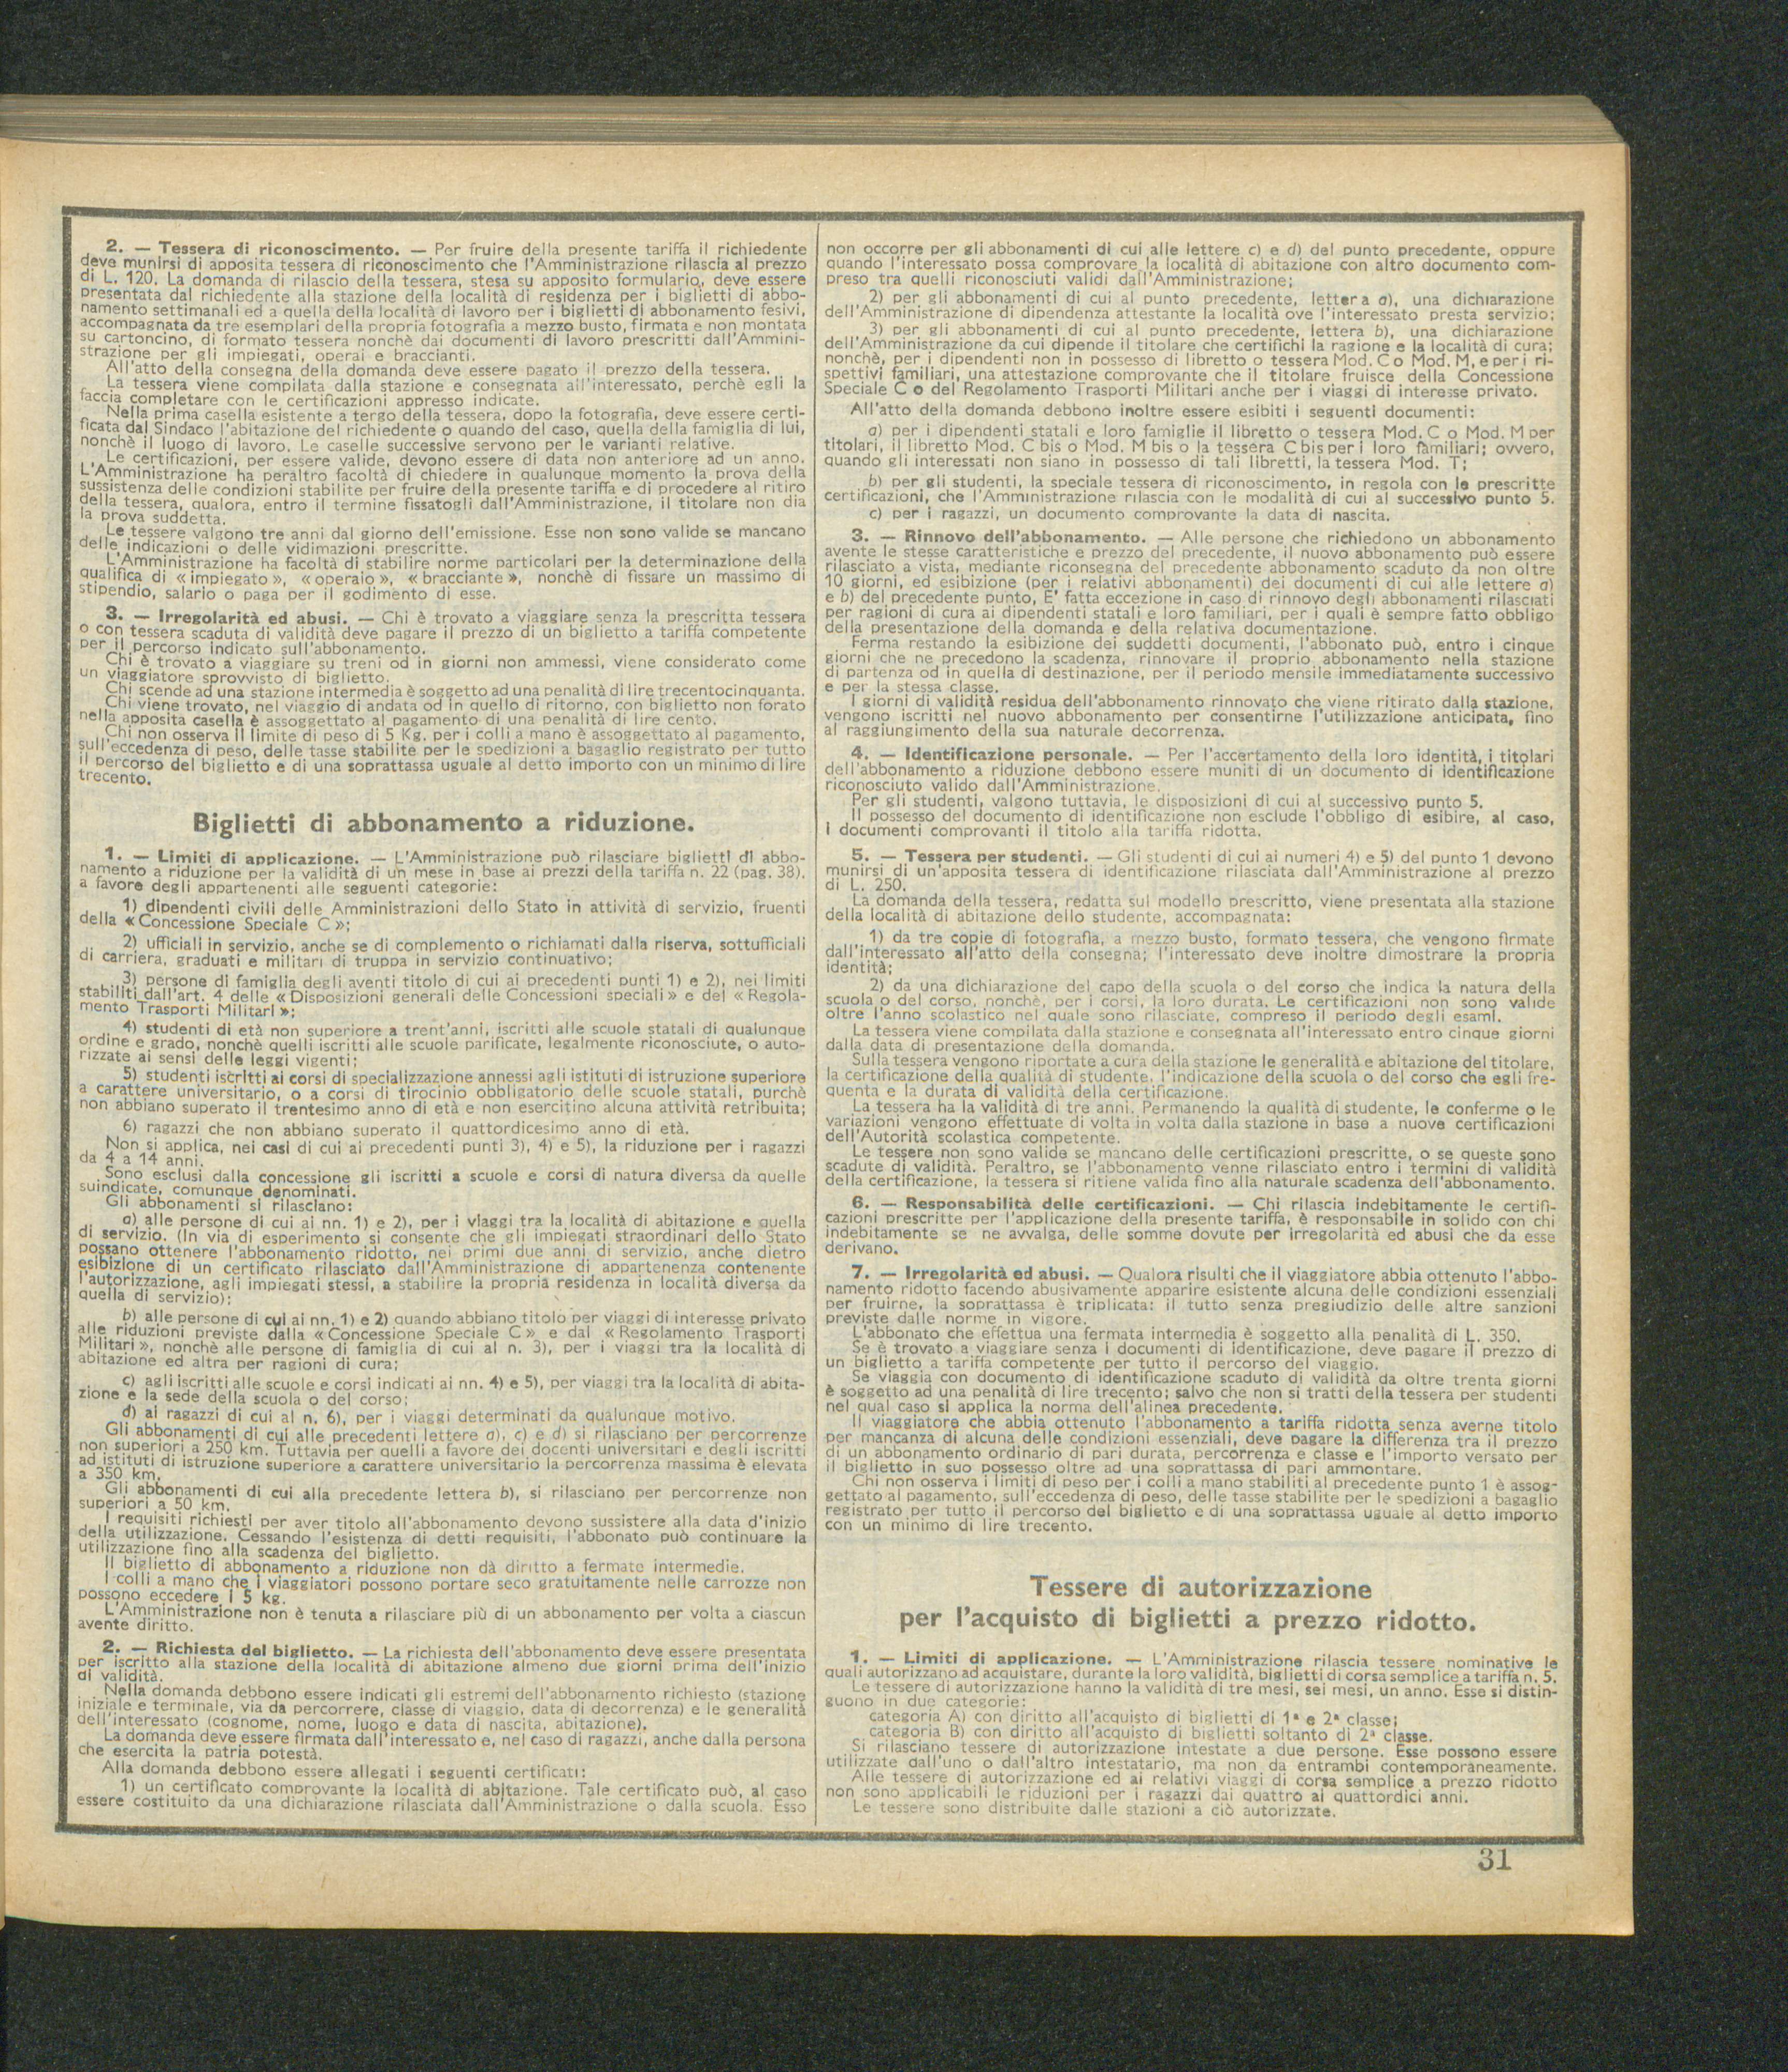 2. — Tessera di riconoscimento. — Per fruire della presente tariffa il richiedente
deve munirsi di apposita tessera di riconoscimento che l'Amministrazione rilascia al prezzo
di L. 120. La domanda di rilascio della tessera, stesa su apposito formulario, deve essere
presentata dal richiedente alla stazione della località di residenza per i biglietti di abbo-
namento settimanali ed a quella della località di lavoro per i biglietti di abbonamento fesivi,
accompagnata da tre esemplari della propria fotografia a mezzo busto, firmata e non montata
su cartoncino, di formato tessera nonchè dai documenti di lavoro prescritti dall'Ammini-
strazione per gli impiegati, operai e braccianti.
All'atto della consegna della domanda deve essere pagato il prezzo della tessera.
La tessera viene compilata dalla stazione e consegnata all'interessato, perchè egli la
faccia completare con le certificazioni appresso indicate.
Nella prima casella esistente a tergo della tessera, dopo la fotografia, deve essere certi-
ficata dal Sindaco l'abitazione del richiedente o quando del caso, quella della famiglia di lui,
nonchè il luogo di lavoro. Le caselle successive servono per le varianti relative.
Le certificazioni, per essere valide, devono essere di data non anteriore ad un anno.
L'Amministrazione ha peraltro facoltà di chiedere in qualunque momento la prova della
sussistenza delle condizioni stabilite per fruire della presente tariffa e di procedere al ritiro
della tessera, qualora, entro il termine fissatogli dall'Amministrazione, il titolare non dia
la prova suddetta.
Le tessere valgono tre anni dal giorno dell'emissione. Esse non sono valide se mancano
delle indicazioni o delle vidimazioni prescritte.
L'Amministrazione ha facoltà di stabilire norme particolari per la determinazione della
qualifica di « impiegato », « operaio », « bracciante », nonchè di fissare un massimo di
stipendio, salario o paga per il godimento di esse.
3. — Irregolarità ed abusi. — Chi è trovato a viaggiare senza la prescritta tessera
o con tessera scaduta di validità deve pagare il prezzo di un biglietto a tariffa competente
per il percorso indicato sull'abbonamento.
Chi è trovato a viaggiare su treni od in giorni non ammessi, viene considerato come
un viaggiatore sprovvisto di biglietto.
Chi scende ad una stazione intermedia è soggetto ad una penalità di lire trecentocinquanta.
Chi viene trovato, nel viaggio di andata od in quello di ritorno, con biglietto non forato
nella apposita casella è assoggettato al pagamento di una penalità di lire cento.
Chi non osserva il limite di peso di 5 Kg. per i colli a mano è assoggettato al pagamento,
sull'eccedenza di peso, delle tasse stabilite per le spedizioni a bagaglio registrato per tutto
il percorso del biglietto e di una soprattassa uguale al detto importo con un minimo di lire
trecento.
Biglietti di abbonamento a riduzione.
1. — Limiti di applicazione. — L'Amministrazione può rilasciare biglietti di abbo-
namento a riduzione per la validità di un mese in base ai prezzi della tariffa n. 22 (pag. 38).
a favore degli appartenenti alle seguenti categorie:
1) dipendenti civili delle Amministrazioni dello Stato in attività di servizio, fruenti
della « Concessione Speciale C »;
2) ufficiali in servizio, anche se di complemento o richiamati dalla riserva, sottufficiali
di carriera, graduati e militari di truppa in servizio continuativo;
3) persone di famiglia degli aventi titolo di cui ai precedenti punti 1) e 2), nei limiti
stabiliti dall'art. 4 delle « Disposizioni generali delle Concessioni speciali » e del « Regola-
mento Trasporti Militari »;
4) studenti di età non superiore a trent'anni, iscritti alle scuole statali di qualunque
ordine e grado, nonchè quelli iscritti alle scuole parificate, legalmente riconosciute, o auto-
rizzate ai sensi delle leggi vigenti;
5) studenti iscritti ai corsi di specializzazione annessi agli istituti di istruzione superiore
a carattere universitario, o a corsi di tirocinio obbligatorio delle scuole statali, purchè
non abbiano superato il trentesimo anno di età e non esercitino alcuna attività retribuita;
6) ragazzi che non abbiano superato il quattordicesimo anno di età.
Non si applica, nei casi di cui ai precedenti punti 3), 4) e 5), la riduzione per i ragazzi
da 4 a 14 anni.
Sono esclusi dalla concessione gli iscritti a scuole e corsi di natura diversa da quelle
suindicate, comunque denominati.
Gli abbonamenti si rilasciano:
a) alle persone di cui ai nn. 1) e 2), per i viaggi tra la località di abitazione e quella
di servizio. (In via di esperimento si consente che gli impiegati straordinari dello Stato
possano ottenere l'abbonamento ridotto, nei primi due anni di servizio, anche dietro
esibizione di un certificato rilasciato dall'Amministrazione di appartenenza contenente
l'autorizzazione, agli impiegati stessi, a stabilire la propria residenza in località diversa da
quella di servizio);
b) alle persone di cui ai nn. 1) e 2) quando abbiano titolo per viaggi di interesse privato
alle riduzioni previste dalla « Concessione Speciale C » e dal « Regolamento Trasporti
Militari », nonchè alle persone di famiglia di cui al n. 3), per i viaggi tra la località di
abitazione ed altra per ragioni di cura;
c) agli iscritti alle scuole e corsi indicati ai nn. 4) e 5), per viaggi tra la località di abita-
zione e la sede della scuola o del corso;
d) ai ragazzi di cui al n. 6), per i viaggi determinati da qualunque motivo.
Gli abbonamenti di cui alle precedenti lettere a), c) e d) si rilasciano per percorrenze
non superiori a 250 km. Tuttavia per quelli a favore dei docenti universitari e degli iscritti
ad istituti di istruzione superiore a carattere universitario la percorrenza massima è elevata
a 350 km.
Gli abbonamenti di cui alla precedente lettera b), si rilasciano per percorrenze non
superiori a 50 km.
I requisiti richiesti per aver titolo all'abbonamento devono sussistere alla data d'inizio
della utilizzazione. Cessando l'esistenza di detti requisiti, l'abbonato può continuare la
utilizzazione fino alla scadenza del biglietto.
Il biglietto di abbonamento a riduzione non dà diritto a fermate intermedie.
I colli a mano che i viaggiatori possono portare seco gratuitamente nelle carrozze non
possono eccedere i 5 kg.
L'Amministrazione non è tenuta a rilasciare più di un abbonamento per volta a ciascun
avente diritto.
2. — Richiesta del biglietto. — La richiesta dell'abbonamento deve essere presentata
per iscritto alla stazione della località di abitazione almeno due giorni prima dell'inizio
di validità.
Nella domanda debbono essere indicati gli estremi dell'abbonamento richiesto (stazione
iniziale e terminale, via da percorrere, classe di viaggio, data di decorrenza) e le generalità
dell'interessato (cognome, nome, luogo e data di nascita, abitazione).
La domanda deve essere firmata dall'interessato e, nel caso di ragazzi, anche dalla persona
che esercita la patria potestà.
Alla domanda debbono essere allegati i seguenti certificati:
1) un certificato comprovante la località di abitazione. Tale certificato può, al caso
essere costituito da una dichiarazione rilasciata dall'Amministrazione o dalla scuola. Esso
non occorre per gli abbonamenti di cui alle lettere c) e d) del punto precedente, oppure
quando l'interessato possa comprovare la località di abitazione con altro documento com-
preso tra quelli riconosciuti validi dall'Amministrazione;
2) per gli abbonamenti di cui al punto precedente, lettera a), una dichiarazione
dell'Amministrazione di dipendenza attestante la località ove l'interessato presta servizio;
3) per gli abbonamenti di cui al punto precedente, lettera b), una dichiarazione
dell'Amministrazione da cui dipende il titolare che certifichi la ragione e la località di cura;
nonchè, per i dipendenti non in possesso di libretto o tessera Mod. C o Mod. M, e per i ri-
spettivi familiari, una attestazione comprovante che il titolare fruisce della Concessione
Speciale C o del Regolamento Trasporti Militari anche per i viaggi di interesse privato.
All'atto della domanda debbono inoltre essere esibiti i seguenti documenti:
a) per i dipendenti statali e loro famiglie il libretto o tessera Mod. C o Mod. M per
titolari, il libretto Mod. C bis o Mod. M bis o la tessera C bis per i loro familiari; ovvero,
quando gli interessati non siano in possesso di tali libretti, la tessera Mod. T;
b) per gli studenti, la speciale tessera di riconoscimento, in regola con le prescritte
certificazioni, che l'Amministrazione rilascia con le modalità di cui al successivo punto 5.
c) per i ragazzi, un documento comprovante la data di nascita.
3. — Rinnovo dell'abbonamento. — Alle persone che richiedono un abbonamento
avente le stesse caratteristiche e prezzo del precedente, il nuovo abbonamento può essere
rilasciato a vista, mediante riconsegna del precedente abbonamento scaduto da non oltre
10 giorni, ed esibizione (per i relativi abbonamenti) dei documenti di cui alle lettere a)
e b) del precedente punto, E' fatta eccezione in caso di rinnovo degli abbonamenti rilasciati
per ragioni di cura ai dipendenti statali e loro familiari, per i quali è sempre fatto obbligo
della presentazione della domanda e della relativa documentazione.
Ferma restando la esibizione dei suddetti documenti, l'abbonato può, entro i cinque
giorni che ne precedono la scadenza, rinnovare il proprio abbonamento nella stazione
di partenza od in quella di destinazione, per il periodo mensile immediatamente successivo
e per la stessa classe.
I giorni di validità residua dell'abbonamento rinnovato che viene ritirato dalla stazione,
vengono iscritti nel nuovo abbonamento per consentirne l'utilizzazione anticipata, fino
al raggiungimento della sua naturale decorrenza.
4. — Identificazione personale. — Per l'accertamento della loro identità, i titolari
dell'abbonamento a riduzione debbono essere muniti di un documento di identificazione
riconosciuto valido dall'Amministrazione.
Per gli studenti, valgono tuttavia, le disposizioni di cui al successivo punto 5.
Il possesso del documento di identificazione non esclude l'obbligo di esibire, al caso,
i documenti comprovanti il titolo alla tariffa ridotta.
5. — Tessera per studenti. — Gli studenti di cui ai numeri 4) e 5) del punto 1 devono
munirsi di un'apposita tessera di identificazione rilasciata dall'Amministrazione al prezzo
di L. 250.
La domanda della tessera, redatta sul modello prescritto, viene presentata alla stazione
della località di abitazione dello studente, accompagnata:
1) da tre copie di fotografia, a mezzo busto, formato tessera, che vengono firmate
dall'interessato all'atto della consegna; l'interessato deve inoltre dimostrare la propria
identità;
2) da una dichiarazione del capo della scuola o del corso che indica la natura della
scuola o del corso, nonchè, per i corsi, la loro durata. Le certificazioni non sono valide
oltre l'anno scolastico nel quale sono rilasciate, compreso il periodo degli esami.
La tessera viene compilata dalla stazione e consegnata all'interessato entro cinque giorni
dalla data di presentazione della domanda.
Sulla tessera vengono riportate a cura della stazione le generalità e abitazione del titolare,
la certificazione della qualità di studente, l'indicazione della scuola o del corso che egli fre-
quenta e la durata di validità della certificazione.
La tessera ha la validità di tre anni. Permanendo la qualità di studente, le conferme o le
variazioni vengono effettuate di volta in volta dalla stazione in base a nuove certificazioni
dell'Autorità scolastica competente.
Le tessere non sono valide se mancano delle certificazioni prescritte, o se queste sono
scadute di validità. Peraltro, se l'abbonamento venne rilasciato entro i termini di validità
della certificazione, la tessera si ritiene valida fino alla naturale scadenza dell'abbonamento.
6. — Responsabilità delle certificazioni. — Chi rilascia indebitamente le certifi-
cazioni prescritte per l'applicazione della presente tariffa, è responsabile in solido con chi
indebitamente se ne avvalga, delle somme dovute per irregolarità ed abusi che da esse
derivano.
7. — Irregolarità ed abusi. — Qualora risulti che il viaggiatore abbia ottenuto l'abbo-
namento ridotto facendo abusivamente apparire esistente alcuna delle condizioni essenziali
per fruirne, la soprattassa è triplicata: il tutto senza pregiudizio delle altre sanzioni
previste dalle norme in vigore.
L'abbonato che effettua una fermata intermedia è soggetto alla penalità di L. 350.
Se è trovato a viaggiare senza i documenti di identificazione, deve pagare il prezzo di
un biglietto a tariffa competente per tutto il percorso del viaggio.
Se viaggia con documento di identificazione scaduto di validità da oltre trenta giorni
è soggetto ad una penalità di lire trecento; salvo che non si tratti della tessera per studenti
nel qual caso si applica la norma dell'alinea precedente.
Il viaggiatore che abbia ottenuto l'abbonamento a tariffa ridotta senza averne titolo
per mancanza di alcuna delle condizioni essenziali, deve pagare la differenza tra il prezzo
di un abbonamento ordinario di pari durata, percorrenza e classe e l'importo versato per
il biglietto in suo possesso oltre ad una soprattassa di pari ammontare.
Chi non osserva i limiti di peso per i colli a mano stabiliti al precedente punto 1 è assog-
gettato al pagamento, sull'eccedenza di peso, delle tasse stabilite per le spedizioni a bagaglio
registrato per tutto il percorso del biglietto e di una soprattassa uguale al detto importo
con un minimo di lire trecento.
Tessere di autorizzazione
per l'acquisto di biglietti a prezzo ridotto.
1. — Limiti di applicazione. — L'Amministrazione rilascia tessere nominative le
quali autorizzano ad acquistare, durante la loro validità, biglietti di corsa semplice a tariffa n. 5.
Le tessere di autorizzazione hanno la validità di tre mesi, sei mesi, un anno. Esse si distin-
guono in due categorie:
categoria A) con diritto all'acquisto di biglietti di 1ª e 2ª classe;
categoria B) con diritto all'acquisto di biglietti soltanto di 2ª classe.
Si rilasciano tessere di autorizzazione intestate a due persone. Esse possono essere
utilizzate dall'uno o dall'altro intestatario, ma non da entrambi contemporaneamente.
Alle tessere di autorizzazione ed ai relativi viaggi di corsa semplice a prezzo ridotto
non sono applicabili le riduzioni per i ragazzi dai quattro ai quattordici anni.
Le tessere sono distribuite dalle stazioni a ciò autorizzate.
31